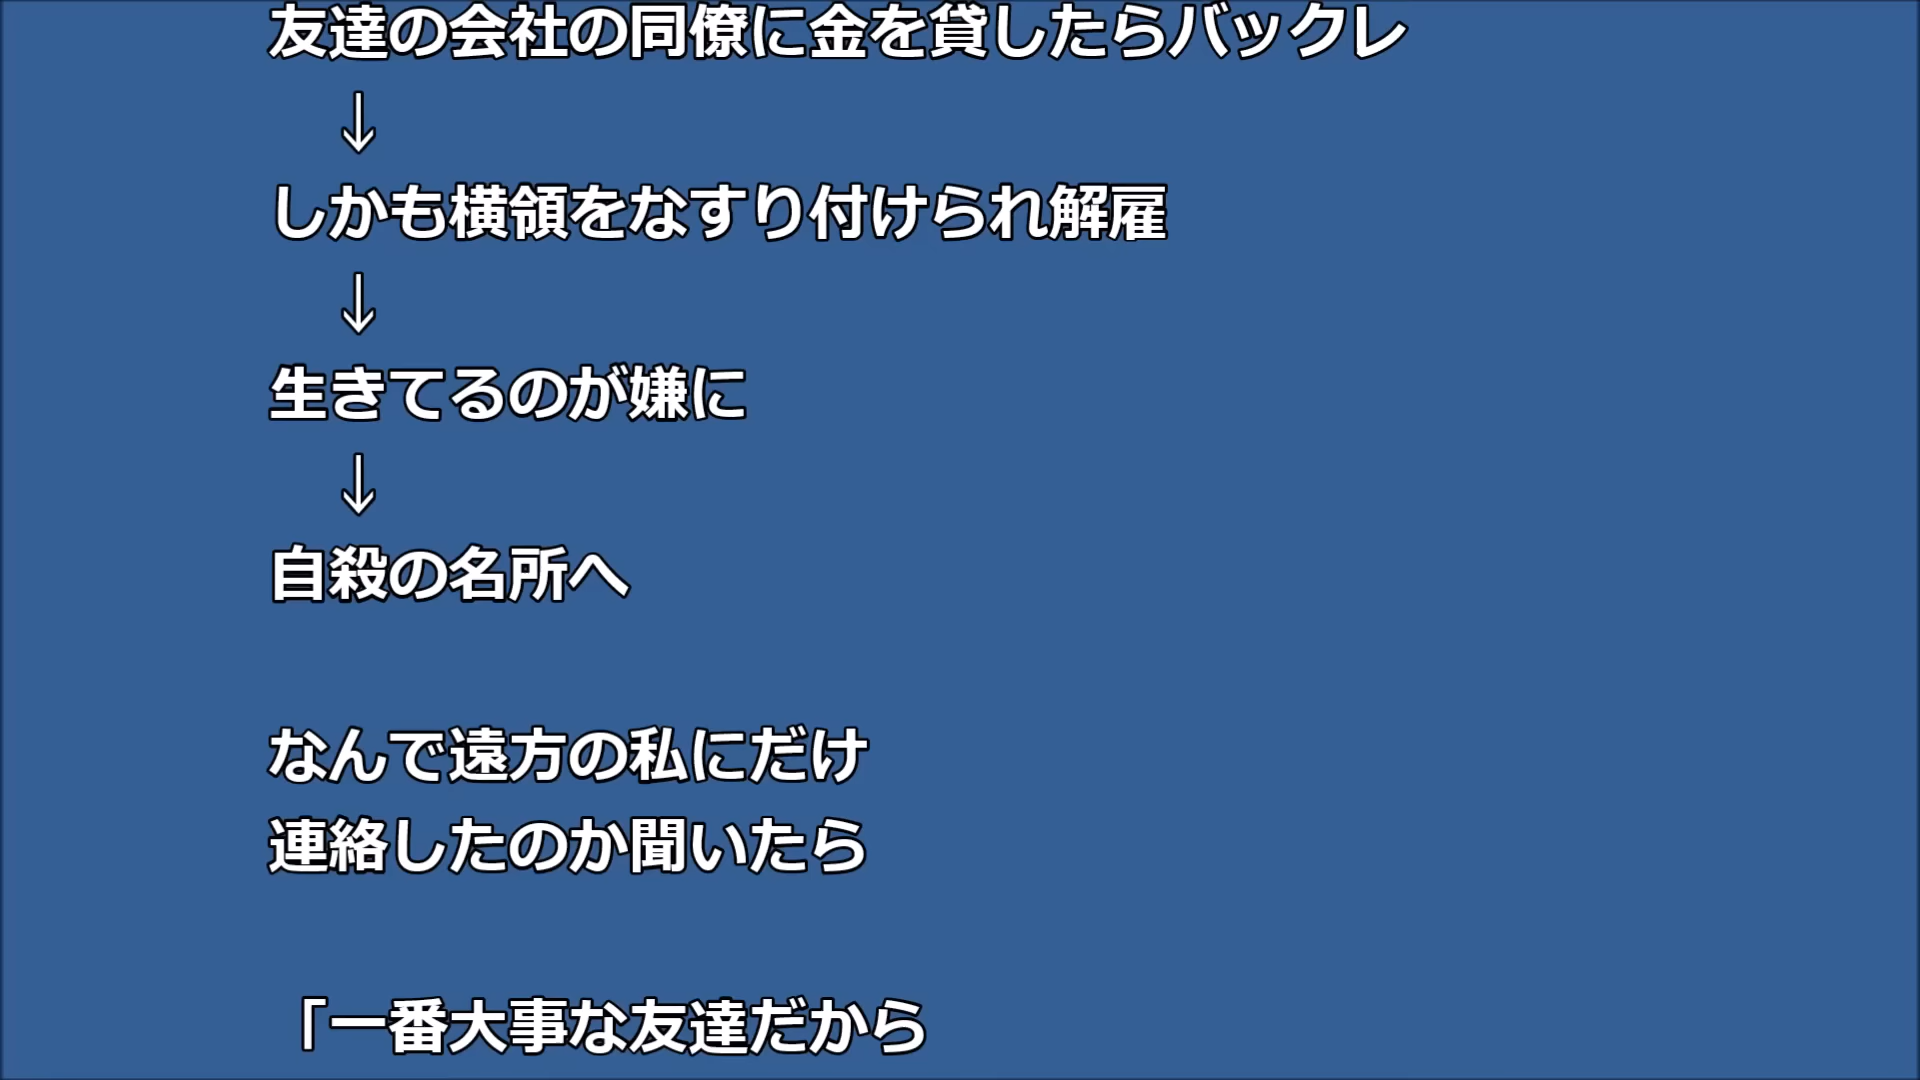 友達の会社の同僚に金を貸したらバックレ
↓
しかも横領をなすり付けられ解雇
↓
生きてるのが嫌に
↓
自殺の名所へ
なんで遠方の私にだけ
連絡したのか聞いたら
「一番大事な友達だから